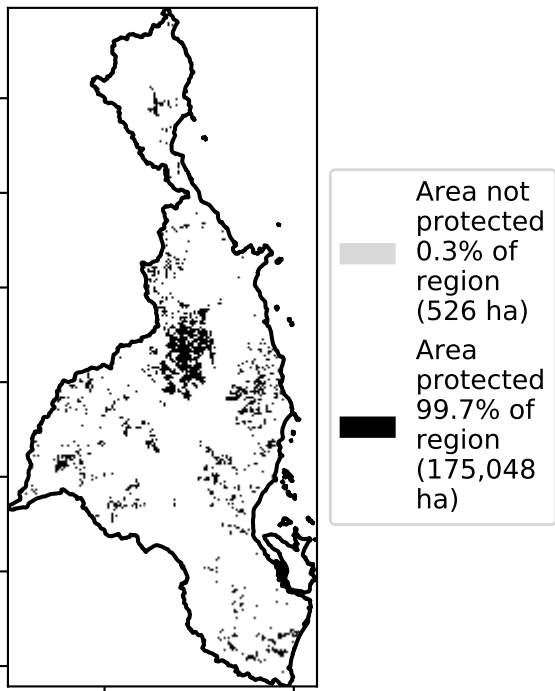 Area not
protected
0.3% of
region
(526 ha)
Area
protected
99.7% of
region
(175,048
ha)